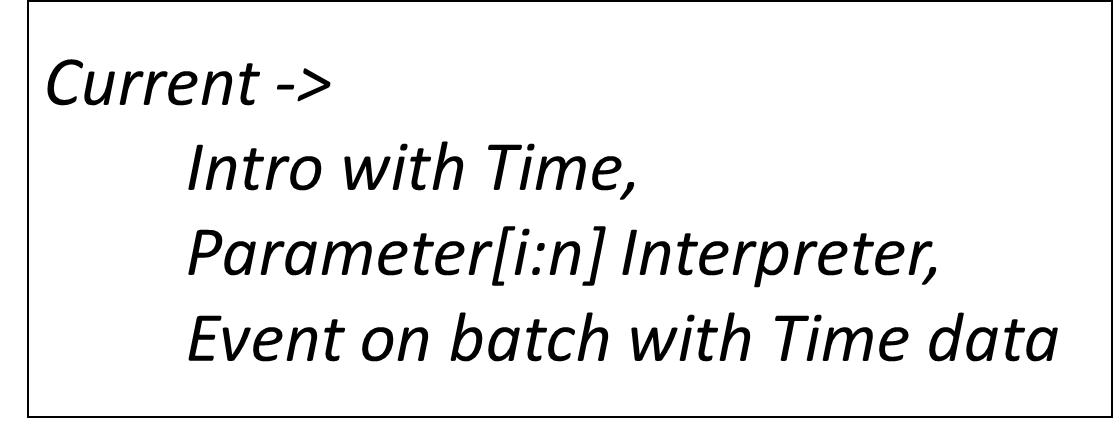 Current ->
Intro with Time,
Parameter[i:n] Interpreter,
Event on batch with Time data